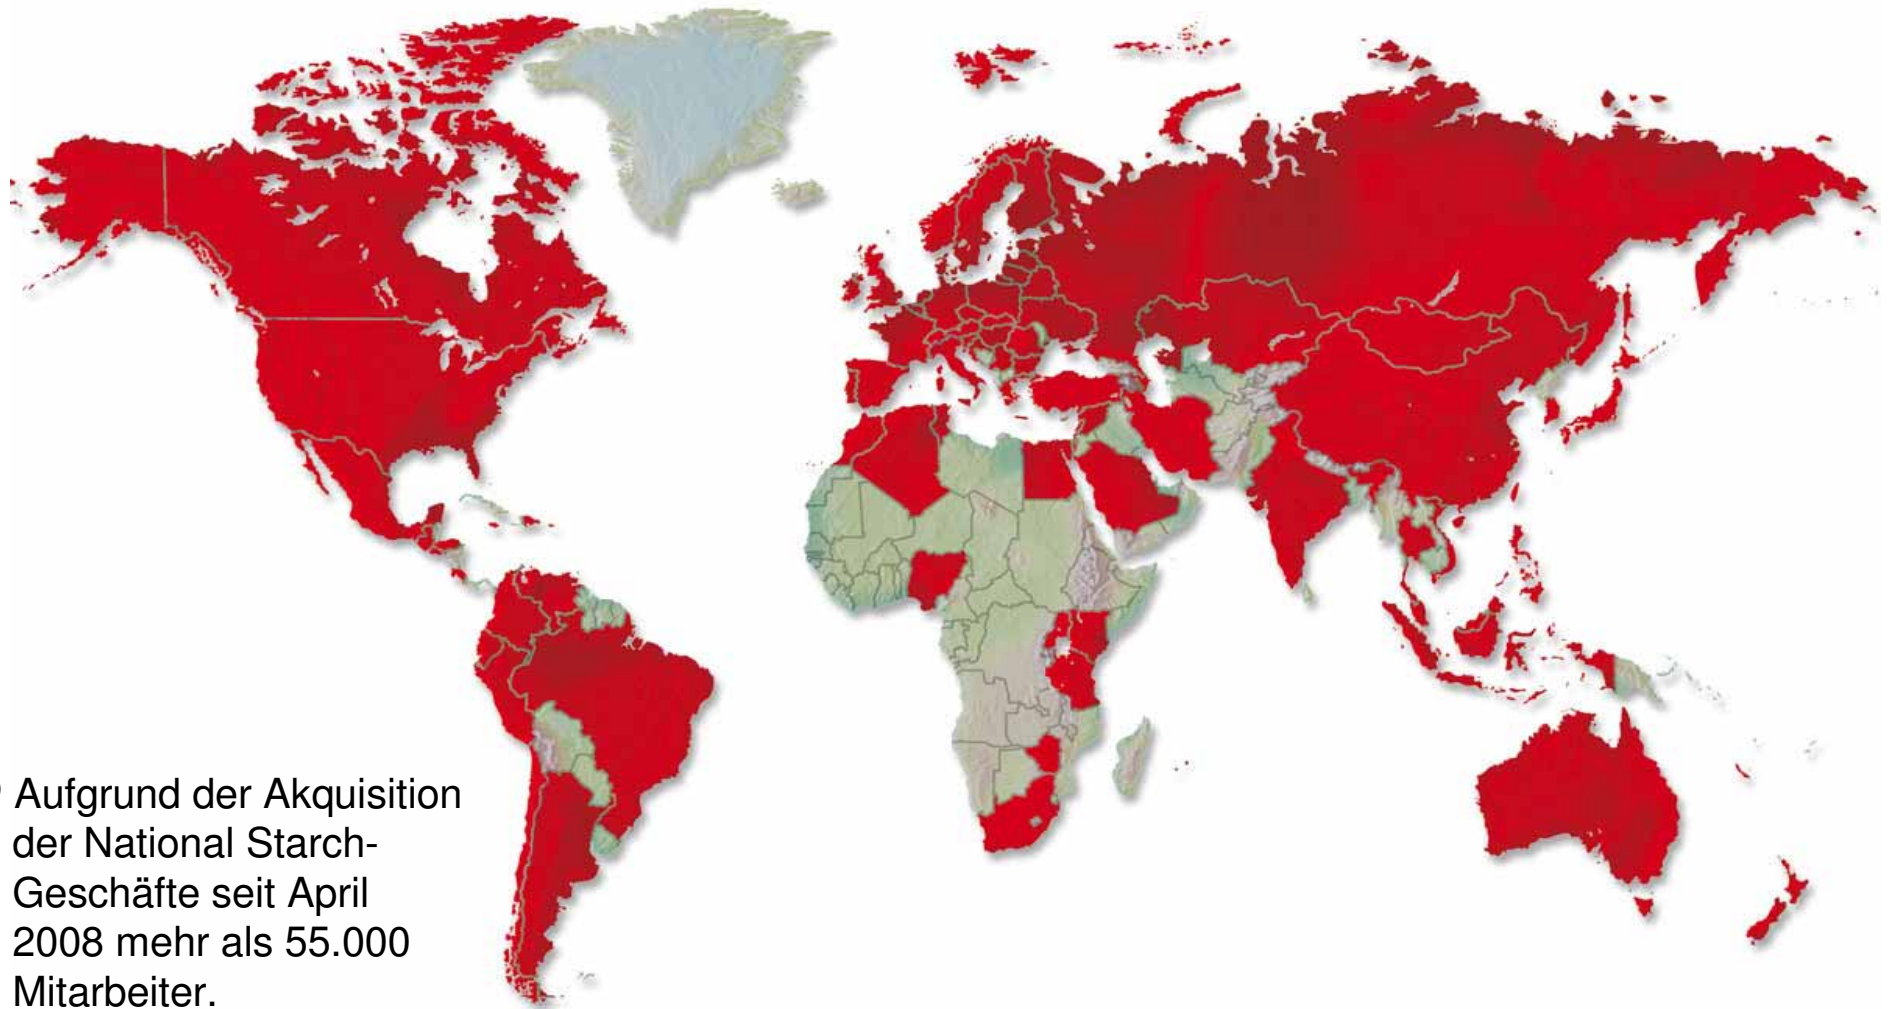 Aufgrund der Akquisition
der National Starch-
Geschäfte seit April
2008 mehr als 55.000
Mitarbeiter.